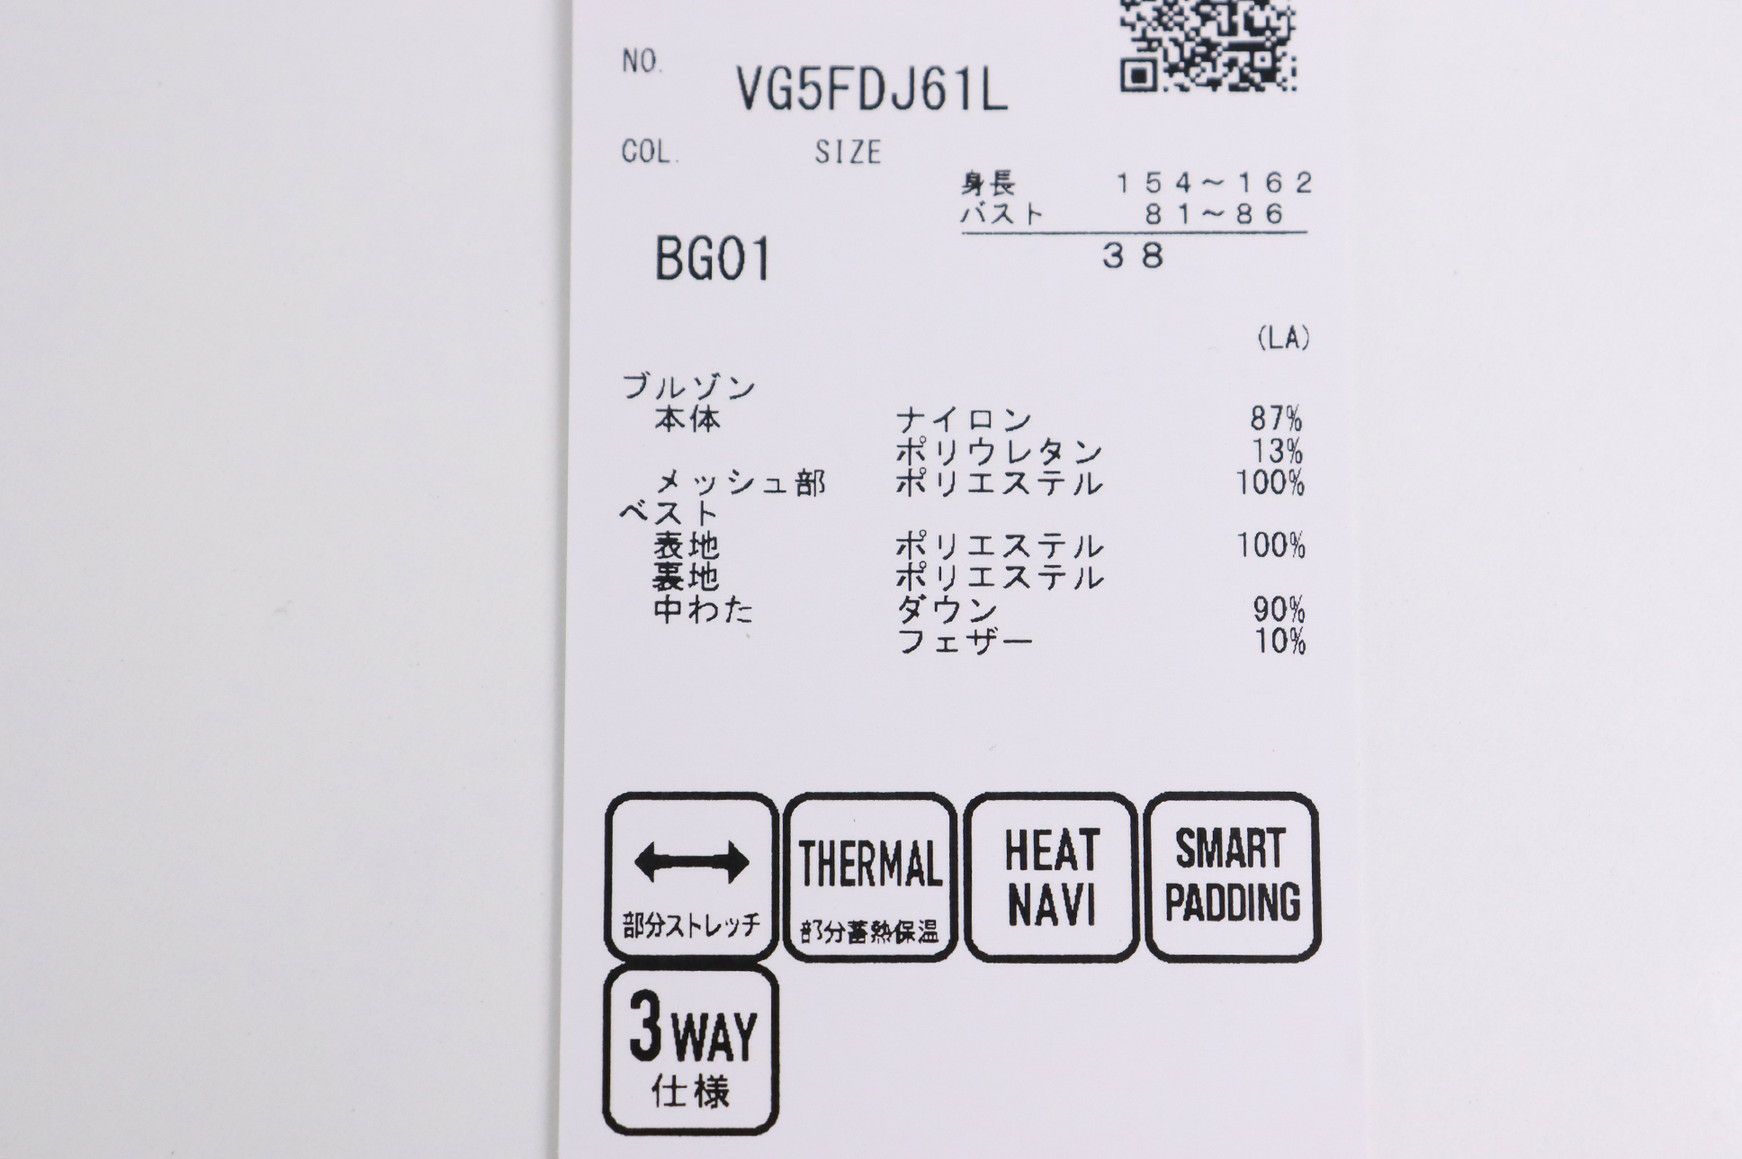 NO.
VG5FDJ61L
COL. SIZE
身長 154～162
バスト 81～86
BG01 38
(LA)
ブルゾン
本体 ナイロン 87%
ポリウレタン 13%
メッシュ部 ポリエステル 100%
ベスト
表地 ポリエステル 100%
裏地 ポリエステル
中わた ダウン 90%
フェザー 10%
部分ストレッチ
THERMAL
部分蓄熱保温
HEAT
NAVI
SMART
PADDING
3WAY
仕様